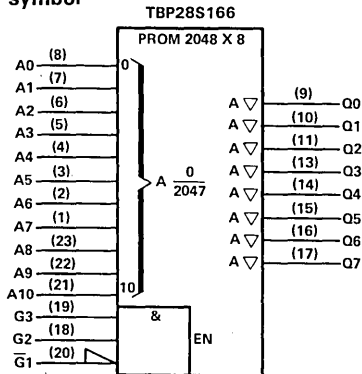 symbol
TBP28S166
PROM 2048 X 8
A0 (8) 0
A1 (7)
A2 (6)
A3 (5)
A4 (4)
A5 (3)
A6 (2)
A7 (1)
A8 (23)
A9 (22)
A10 (21) 10
A 0/2047
G3 (19)
G2 (18)
G1 (20)
&
EN
A ▽ (9) Q0
A ▽ (10) Q1
A ▽ (11) Q2
A ▽ (13) Q3
A ▽ (14) Q4
A ▽ (15) Q5
A ▽ (16) Q6
A ▽ (17) Q7